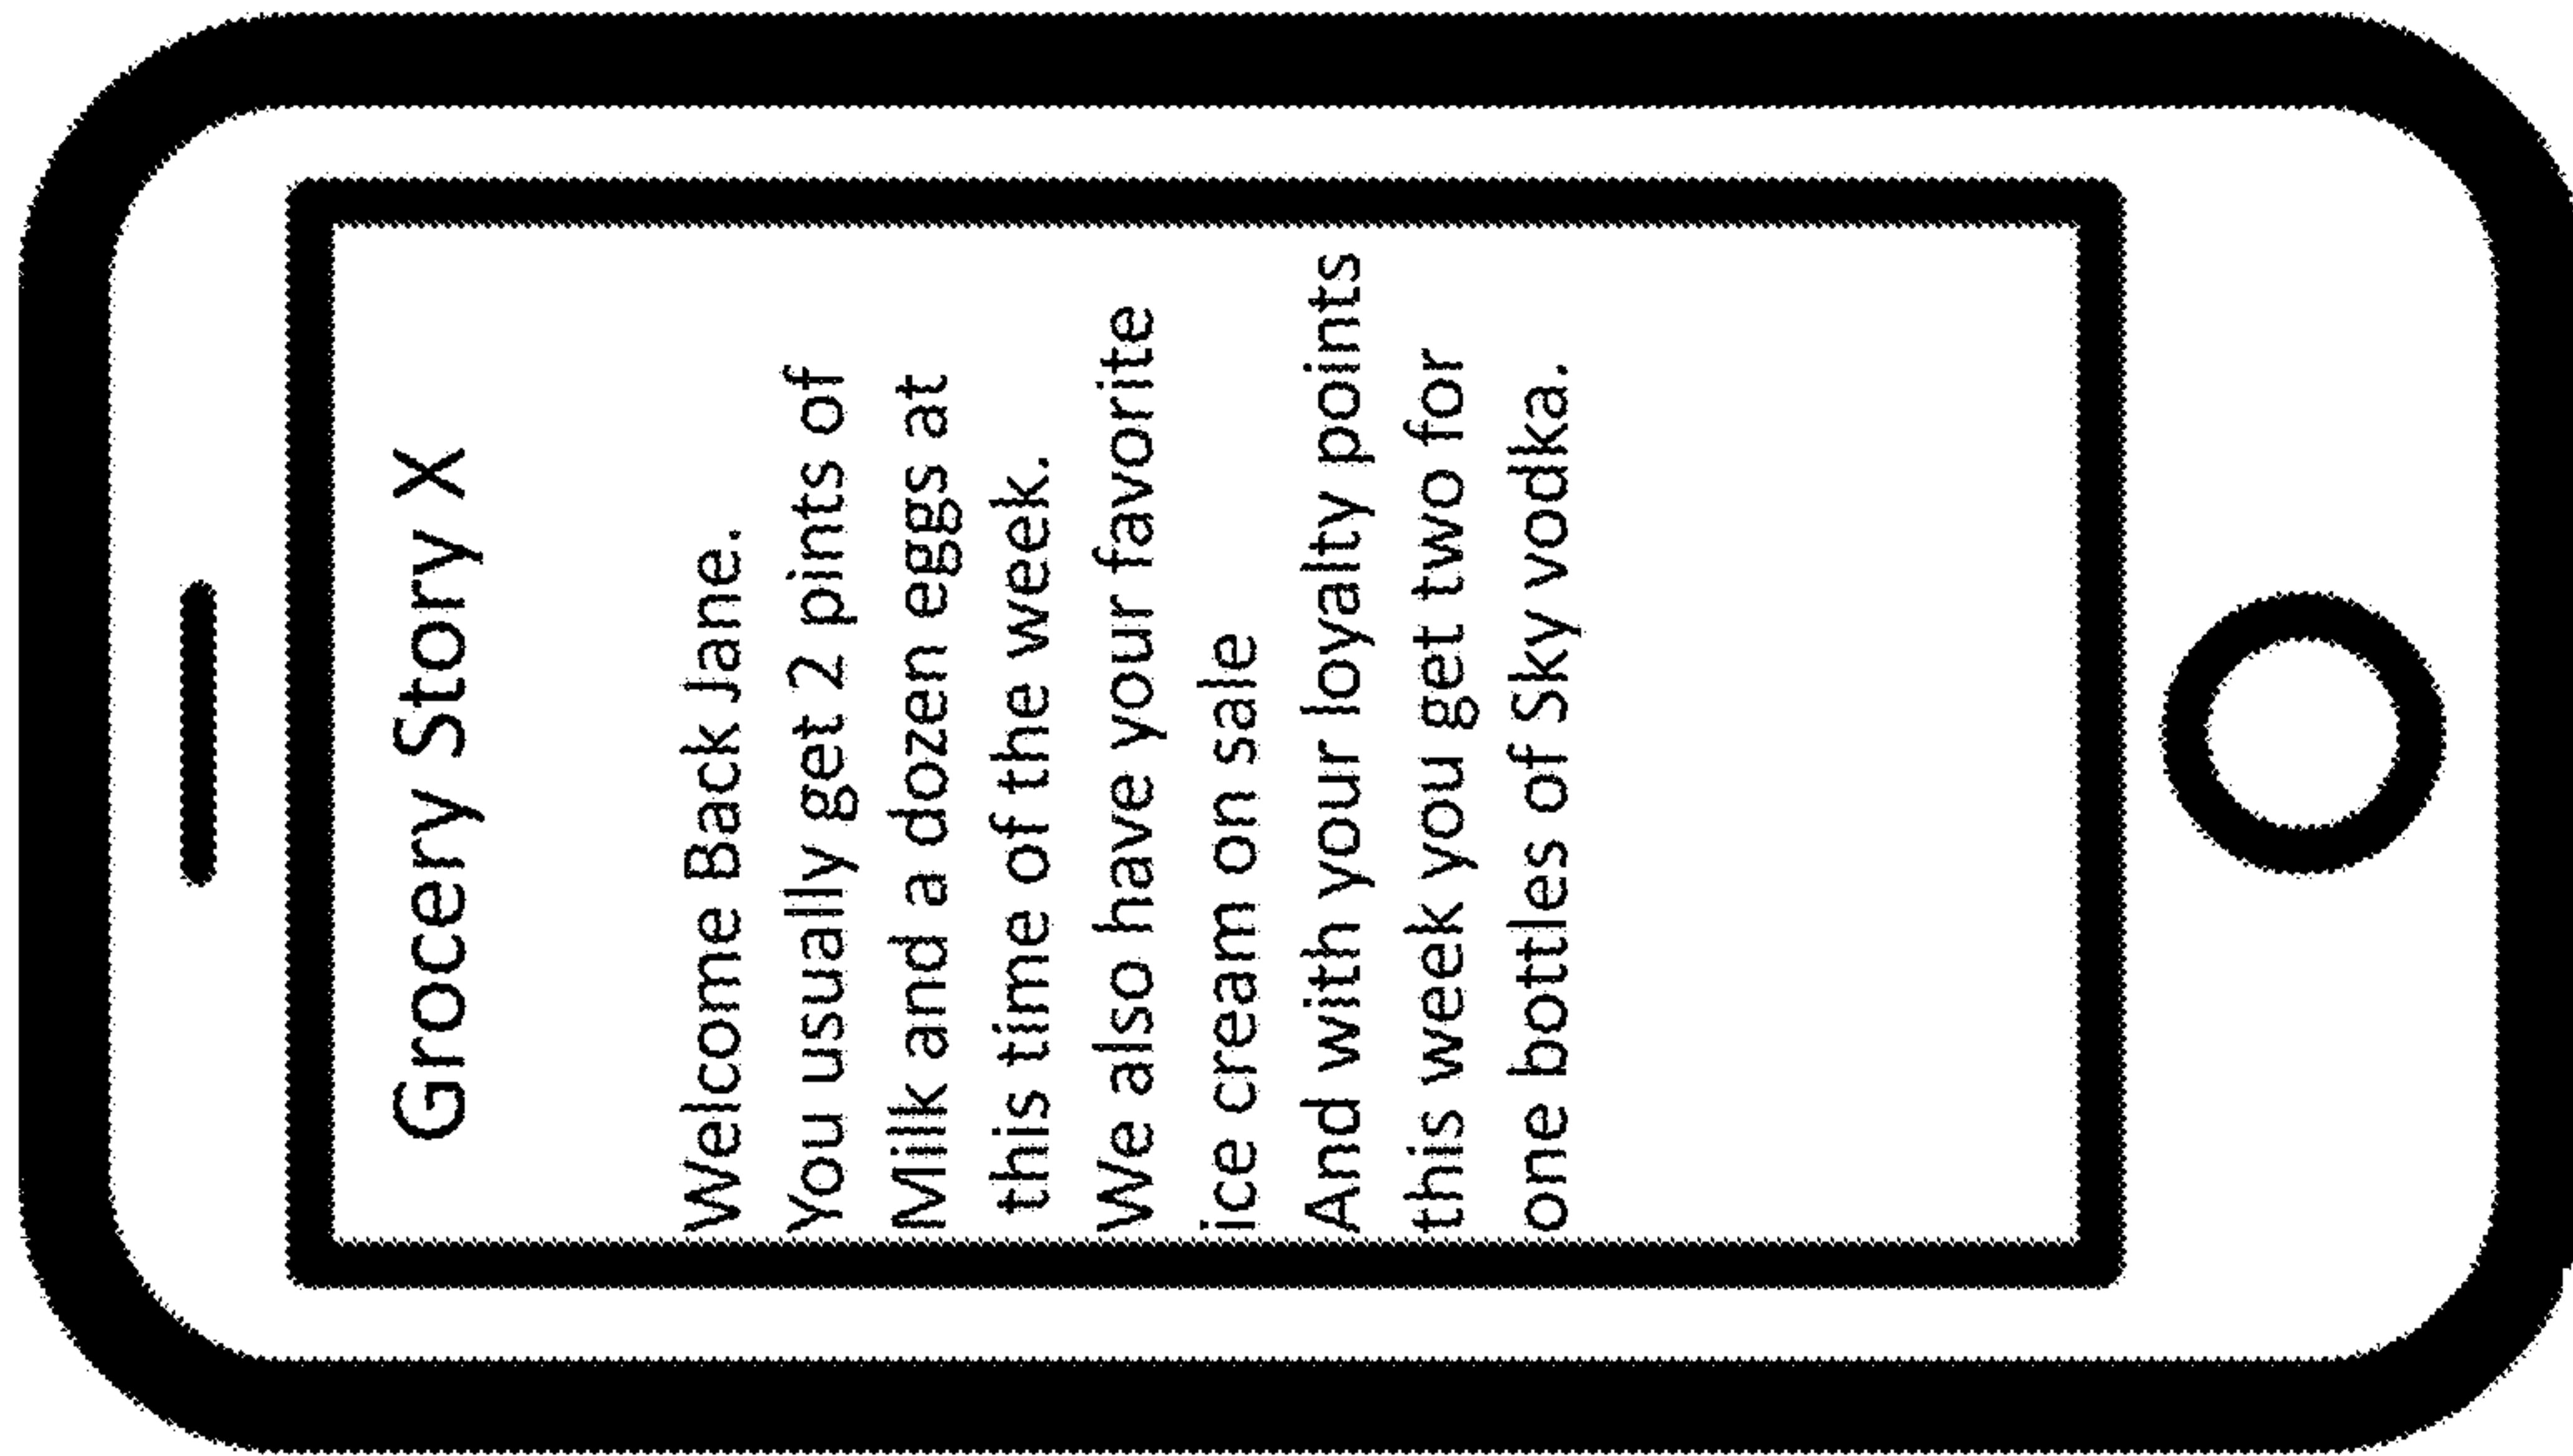 Grocery Story X
Welcome Back Jane.
You usually get 2 pints of
Milk and a dozen eggs at
this time of the week.
We also have your favorite
ice cream on sale
And with your loyalty points
this week you get two for
one bottles of Sky vodka.